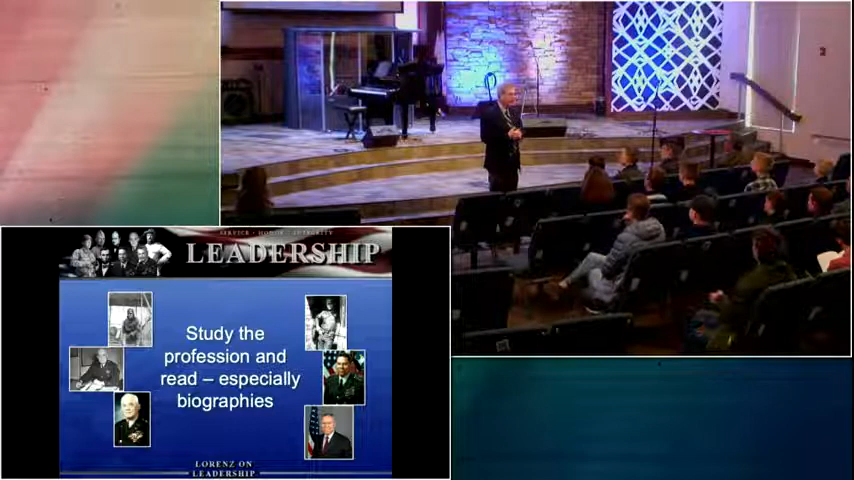 SERVICE · HONOR · INTEGRITY
LEADERSHIP
Study the
profession and
read – especially
biographies
LORENZ ON
LEADERSHIP